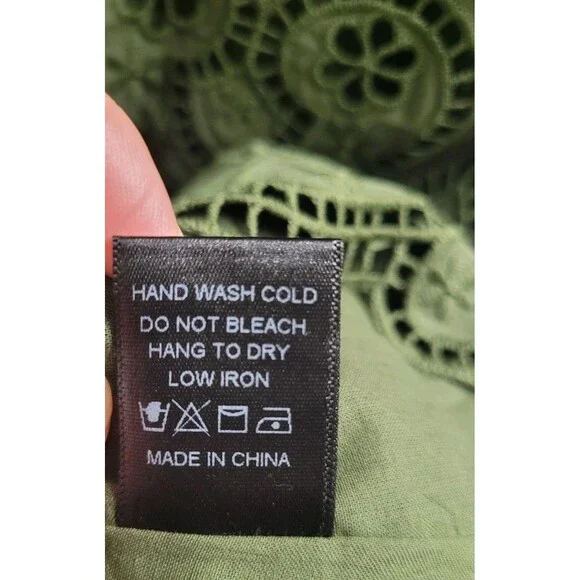 HAND WASH COLD
DO NOT BLEACH
HANG TO DRY
LOW IRON
MADE IN CHINA